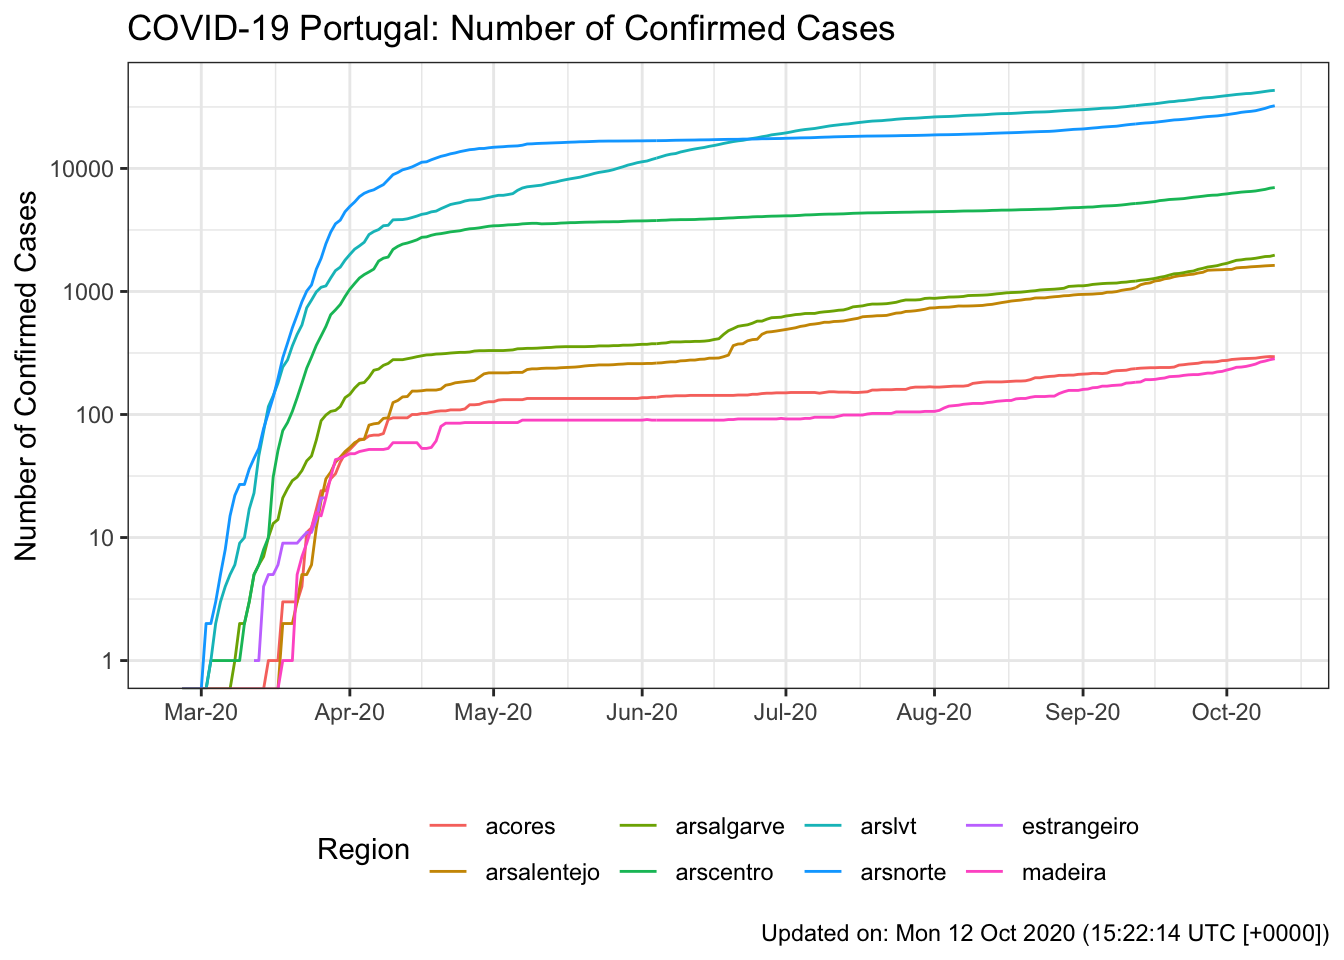 COVID-19 Portugal: Number of Confirmed Cases
Number of Confirmed Cases
10000
1000
100
10
1
Mar-20 Apr-20 May-20 Jun-20 Jul-20 Aug-20 Sep-20 Oct-20
Region
acores arsalgarve arslvt estrangeiro
arsalentejo arscentro arsnorte madeira
Updated on: Mon 12 Oct 2020 (15:22:14 UTC [+0000])